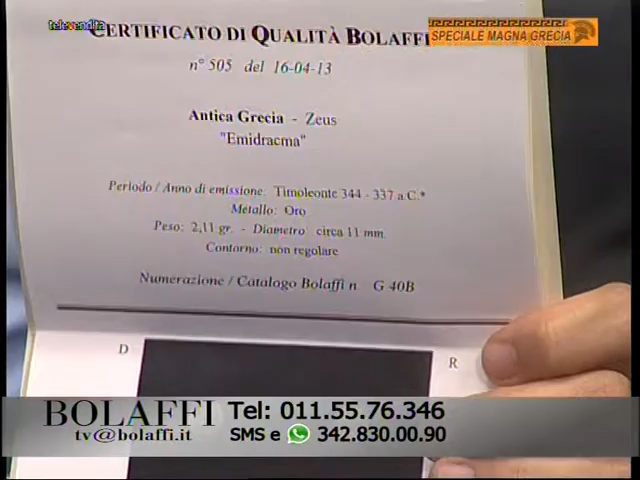 televendita
SPECIALE MAGNA GRECIA
CERTIFICATO DI QUALITÀ BOLAFFI
n° 505 del 16-04-13
Antica Grecia - Zeus
"Emidracma"
Periodo / Anno di emissione: Timoleonte 344 - 337 a.C.*
Metallo: Oro
Peso: 2,11 gr. - Diametro circa 11 mm.
Contorno: non regolare
Numerazione / Catalogo Bolaffi n. G 40B
D R
BOLAFFI Tel: 011.55.76.346
tv@bolaffi.it SMS e 342.830.00.90